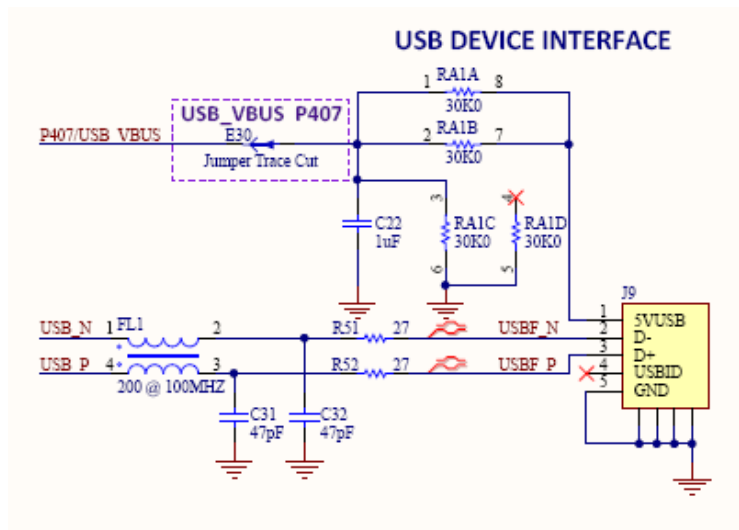 USB DEVICE INTERFACE
1 RA1A 8
30K0
USB_VBUS P407
P407/USB_VBUS
E30
Jumper Trace Cut
2 RA1B 7
30K0
3
4
C22
1uF
RA1C
30K0
RA1D
30K0
6
5
J9
USB_N 1 FL1 2 R51 27 USBF_N
USB_P 4 3 R52 27 USBF_P
200 @ 100MHZ
1 5VUSB
2 D-
3 D+
4 USBID
5 GND
C31
47pF
C32
47pF